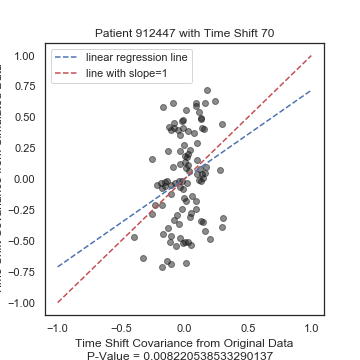 Patient 912447 with Time Shift 70
linear regression line
line with slope=1
1.00
0.75
0.50
0.25
0.00
−0.25
−0.50
−0.75
−1.00
−1.0
−0.5
0.0
0.5
1.0
Time Shift Covariance from Original Data
P-Value = 0.008220538533290137